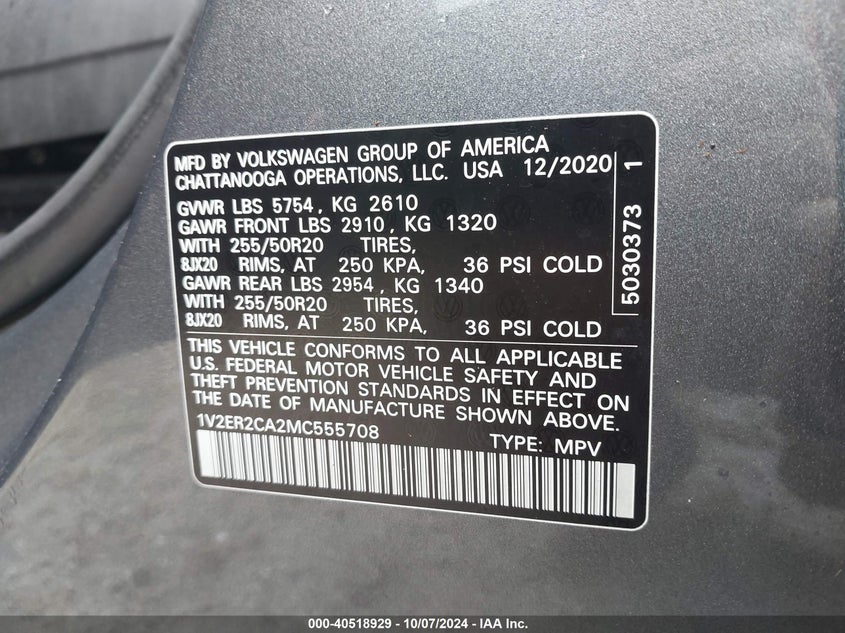 MFD BY VOLKSWAGEN GROUP OF AMERICA
CHATTANOOGA OPERATIONS, LLC. USA 12/2020
GVWR LBS 5754, KG 2610
GAWR FRONT LBS 2910, KG 1320
WITH 255/50R20 TIRES,
8JX20 RIMS, AT 250 KPA, 36 PSI COLD
GAWR REAR LBS 2954, KG 1340
WITH 255/50R20 TIRES,
8JX20 RIMS, AT 250 KPA, 36 PSI COLD
5030373 1
THIS VEHICLE CONFORMS TO ALL APPLICABLE
U.S. FEDERAL MOTOR VEHICLE SAFETY AND
THEFT PREVENTION STANDARDS IN EFFECT ON
THE DATE OF MANUFACTURE SHOWN ABOVE.
1V2ER2CA2MC555708 TYPE: MPV
000-40518929 - 10/07/2024 - IAA Inc.